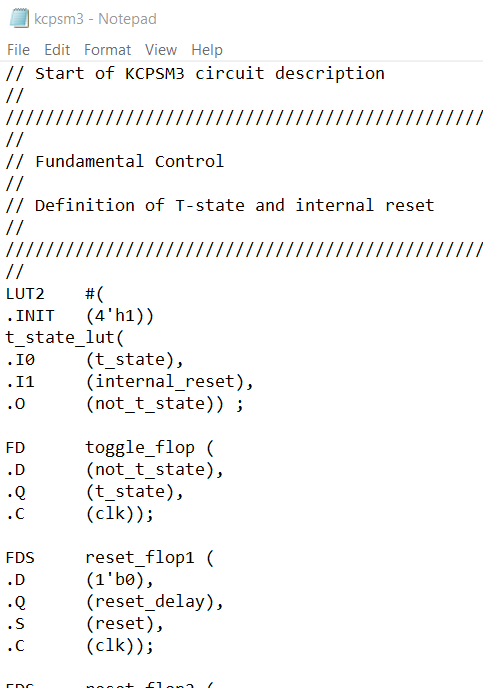 kcpsm3 - Notepad
File Edit Format View Help
// Start of KCPSM3 circuit description
//
////////////////////////////////////////////////
//
// Fundamental Control
//
// Definition of T-state and internal reset
//
////////////////////////////////////////////////
//
LUT2 #(
.INIT (4'h1))
t_state_lut(
.I0 (t_state),
.I1 (internal_reset),
.O (not_t_state)) ;
FD toggle_flop (
.D (not_t_state),
.Q (t_state),
.C (clk));
FDS reset_flop1 (
.D (1'b0),
.Q (reset_delay),
.S (reset),
.C (clk));